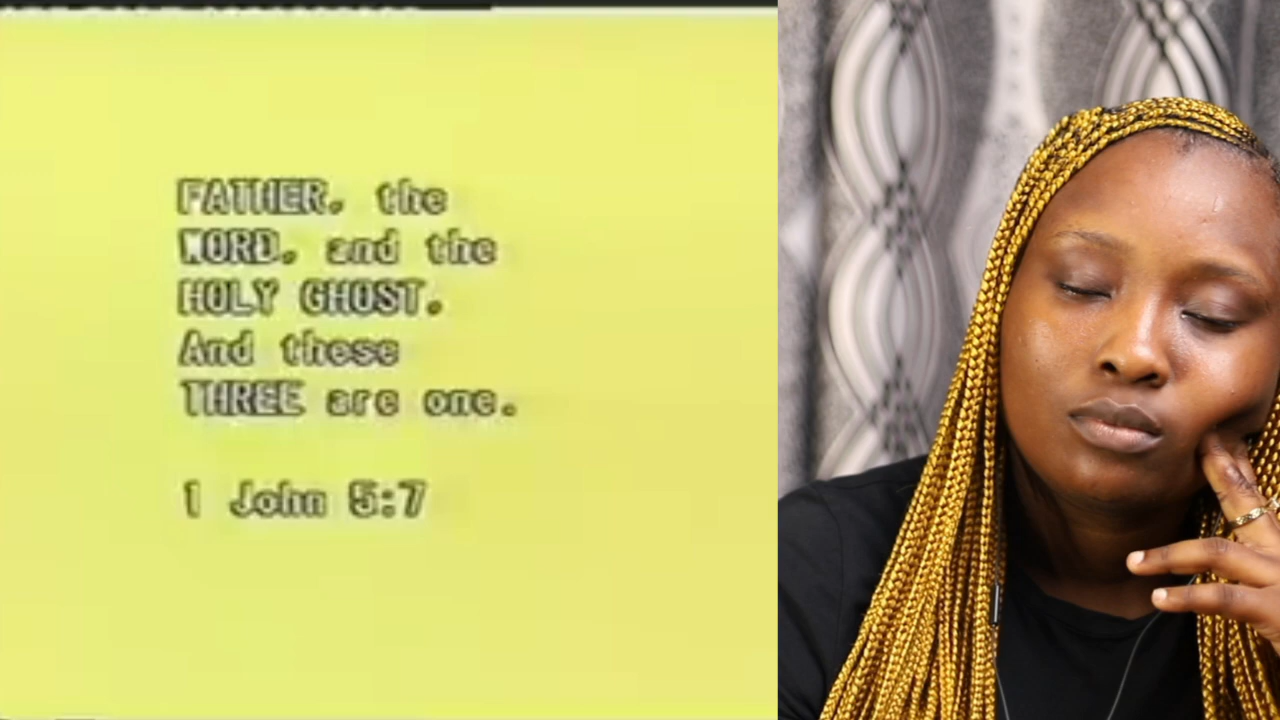 FATHER, the
WORD, and the
HOLY GHOST.
And these
THREE are one.
1 John 5:7